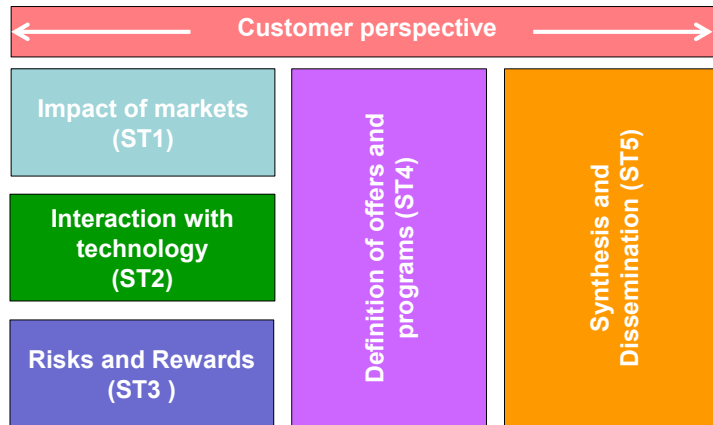 Customer perspective
Impact of markets
(ST1)
Interaction with
technology
(ST2)
Risks and Rewards
(ST3 )
Definition of offers and
programs (ST4)
Synthesis and
Dissemination (ST5)